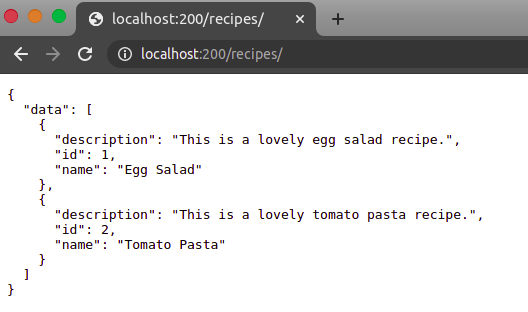 localhost:200/recipes/
localhost:200/recipes/
{
  "data": [
    {
      "description": "This is a lovely egg salad recipe.",
      "id": 1,
      "name": "Egg Salad"
    },
    {
      "description": "This is a lovely tomato pasta recipe.",
      "id": 2,
      "name": "Tomato Pasta"
    }
  ]
}